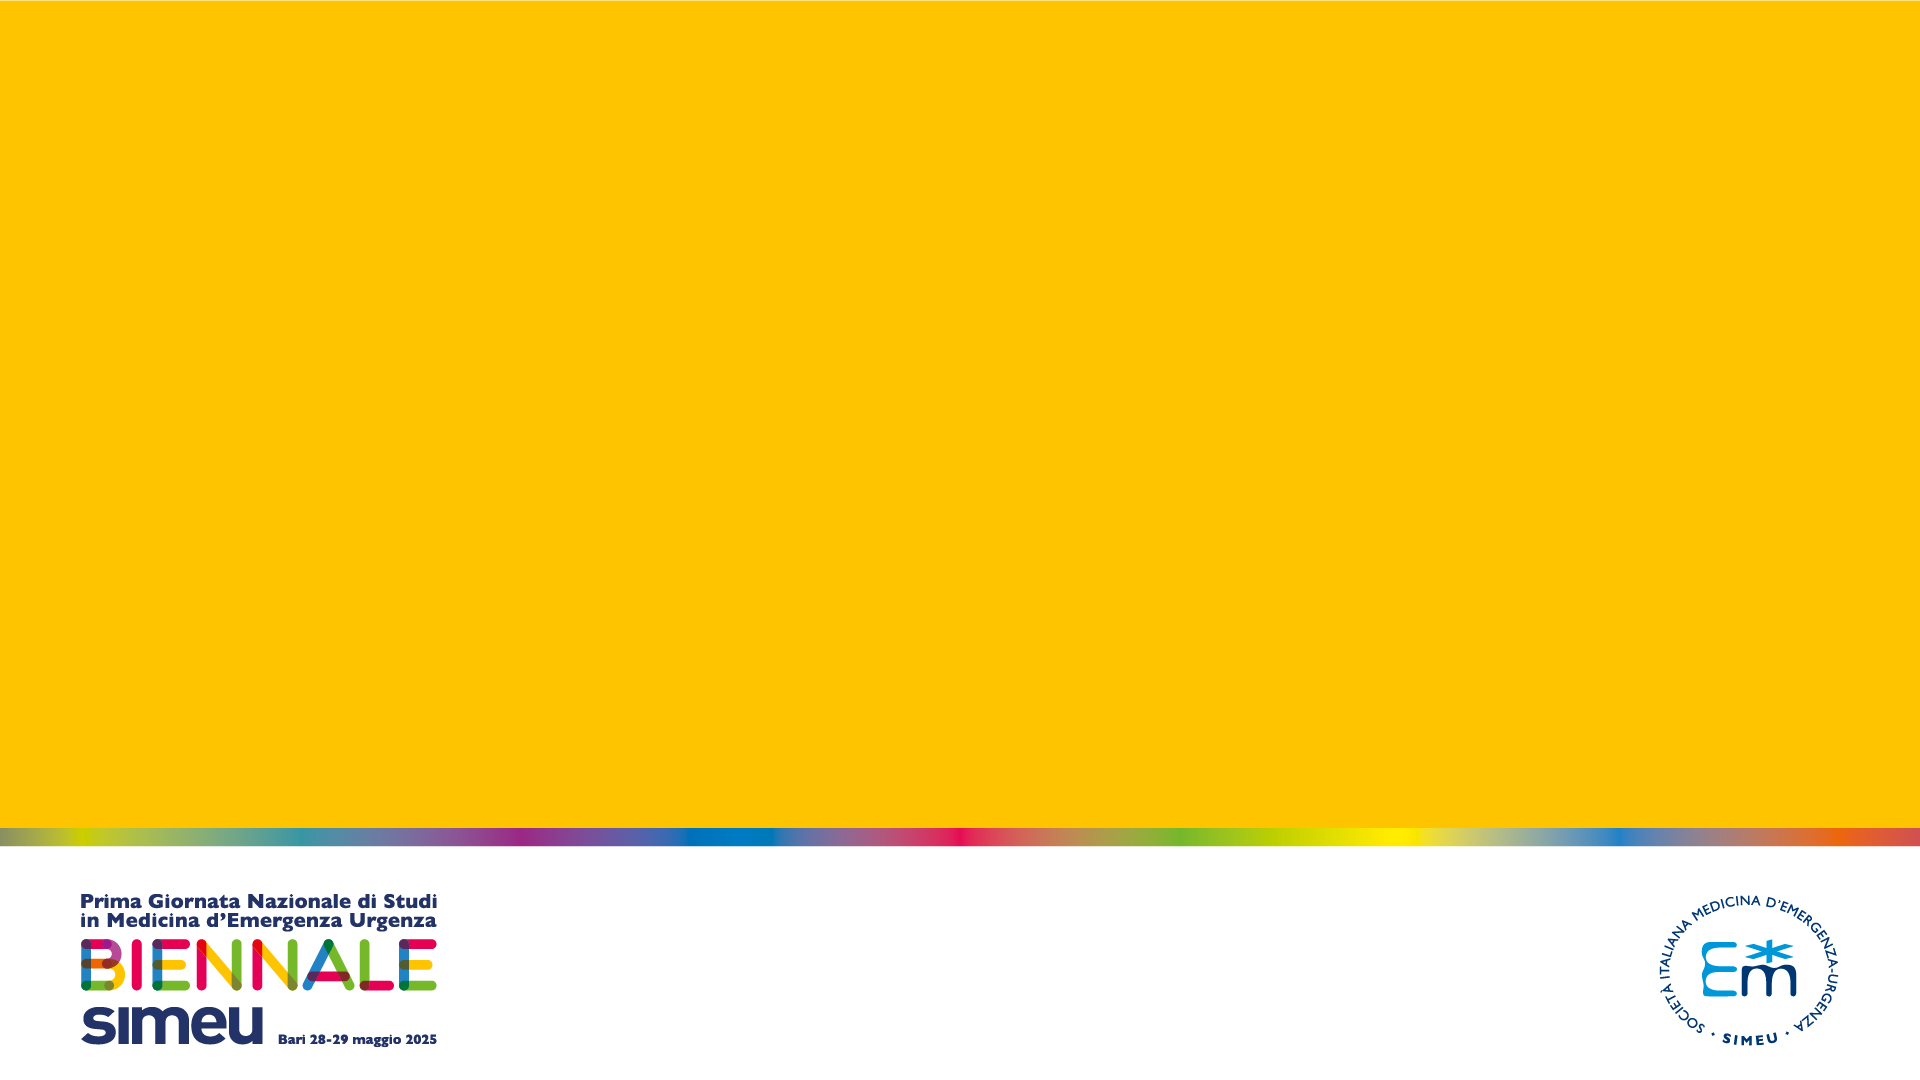 Prima Giornata Nazionale di Studi
in Medicina d’Emergenza Urgenza
BIENNALE
simeu
Bari 28-29 maggio 2025
SOCIETÀ ITALIANA MEDICINA D'EMERGENZA-URGENZA
• SIMEU •
Em